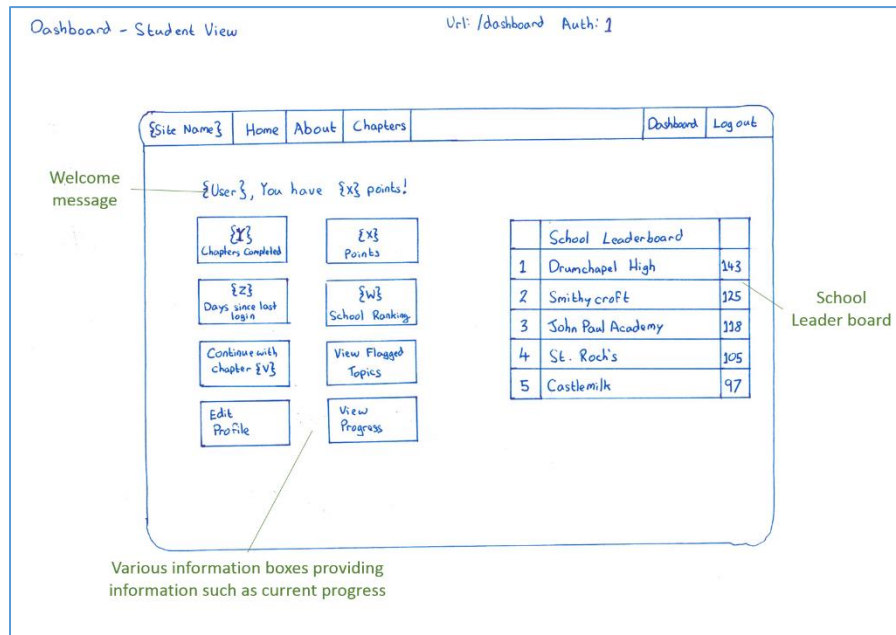 Dashboard - Student View
Url: /dashboard Auth: 1
{Site Name} Home About Chapters Dashboard Log out
Welcome
message
{User}, You have {x} points!
{Y}
Chapters Completed
{x}
Points
{Z}
Days since last
login
{W}
School Ranking
Continue with
chapter {V}
View Flagged
Topics
Edit
Profile
View
Progress
School Leaderboard
1 Drumchapel High 143
2 Smithycroft 125
3 John Paul Academy 118
4 St. Roch's 105
5 Castlemilk 97
School
Leader board
Various information boxes providing
information such as current progress